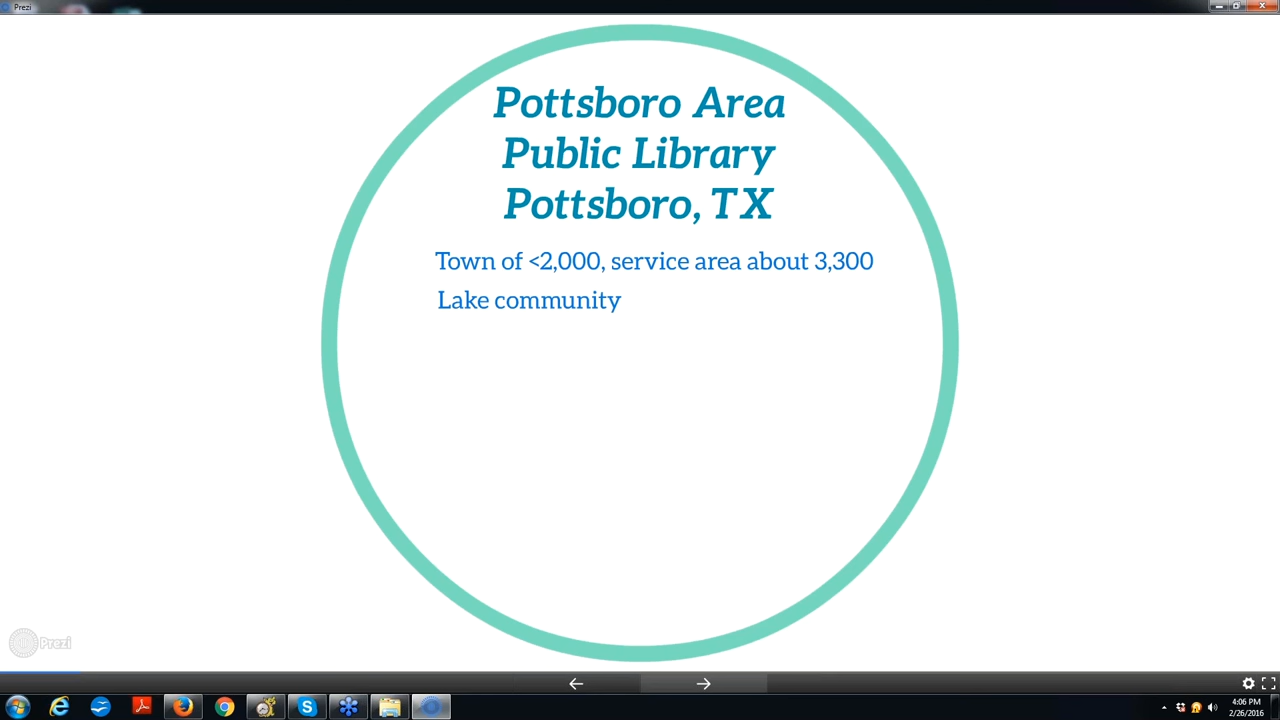 Prezi
Pottsboro Area
Public Library
Pottsboro, TX
Town of <2,000, service area about 3,300
Lake community
Prezi
4:06 PM
2/26/2016